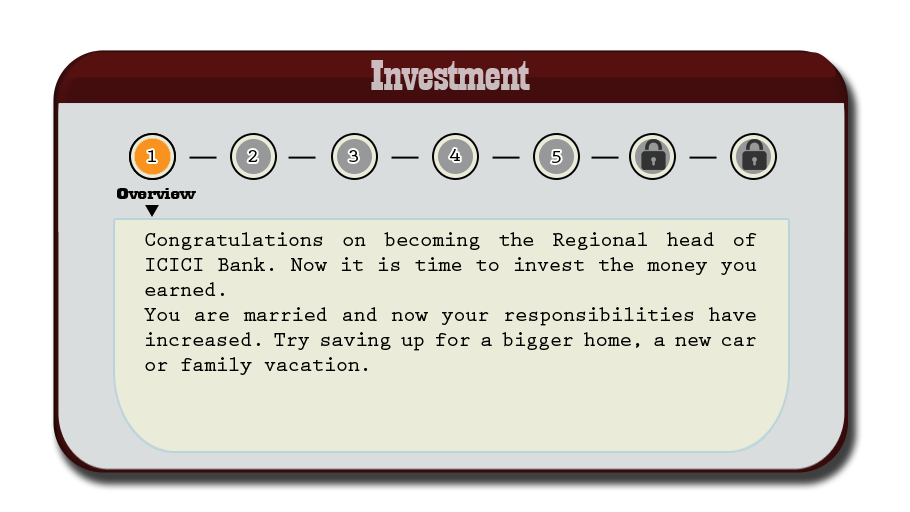 Investment
1 2 3 4 5
Overview
Congratulations on becoming the Regional head of
ICICI Bank. Now it is time to invest the money you
earned.
You are married and now your responsibilities have
increased. Try saving up for a bigger home, a new car
or family vacation.